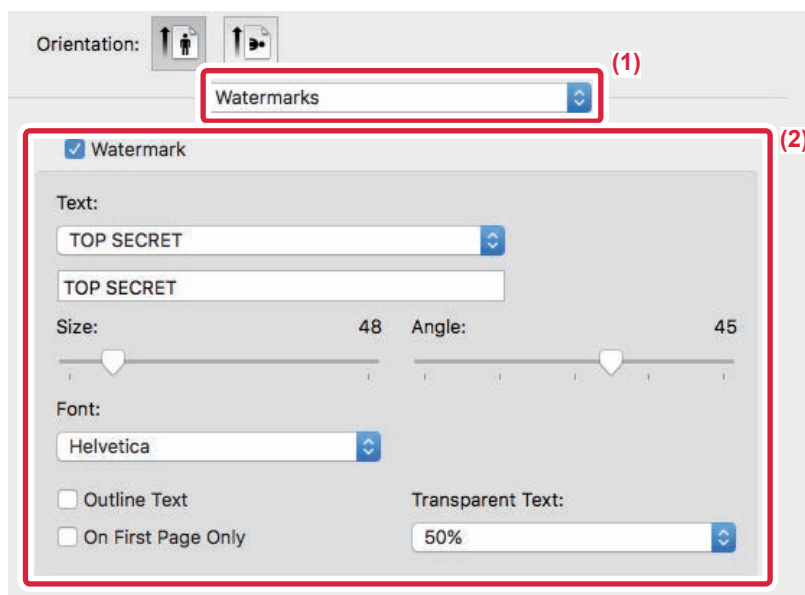 Orientation:
(1)
Watermarks
(2)
Watermark
Text:
TOP SECRET
TOP SECRET
Size: 48 Angle: 45
Font:
Helvetica
Outline Text Transparent Text:
On First Page Only 50%